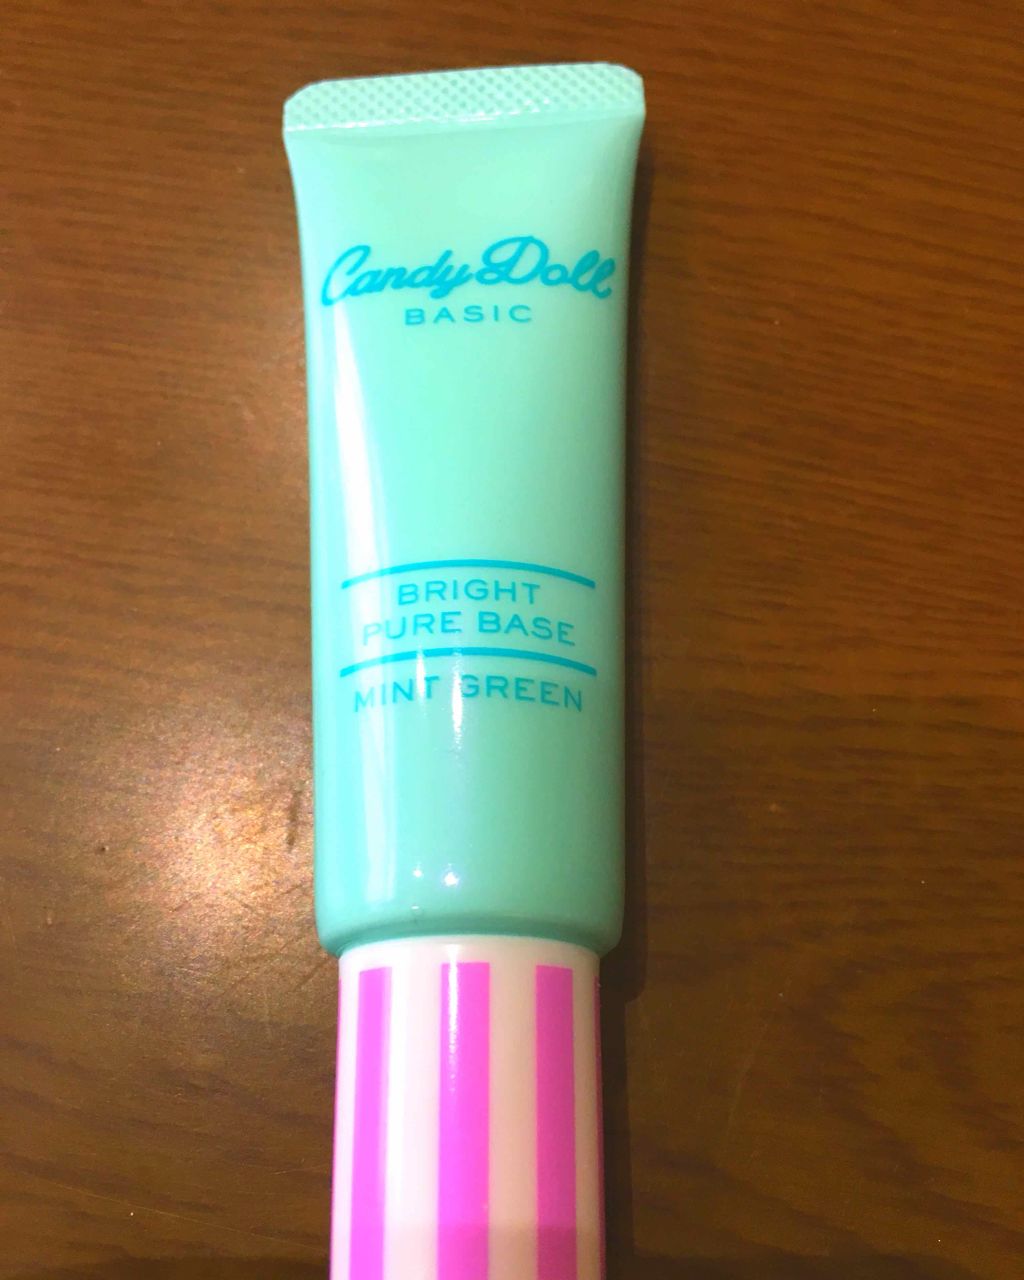 Candy Doll
BASIC
BRIGHT
PURE BASE
MINT GREEN